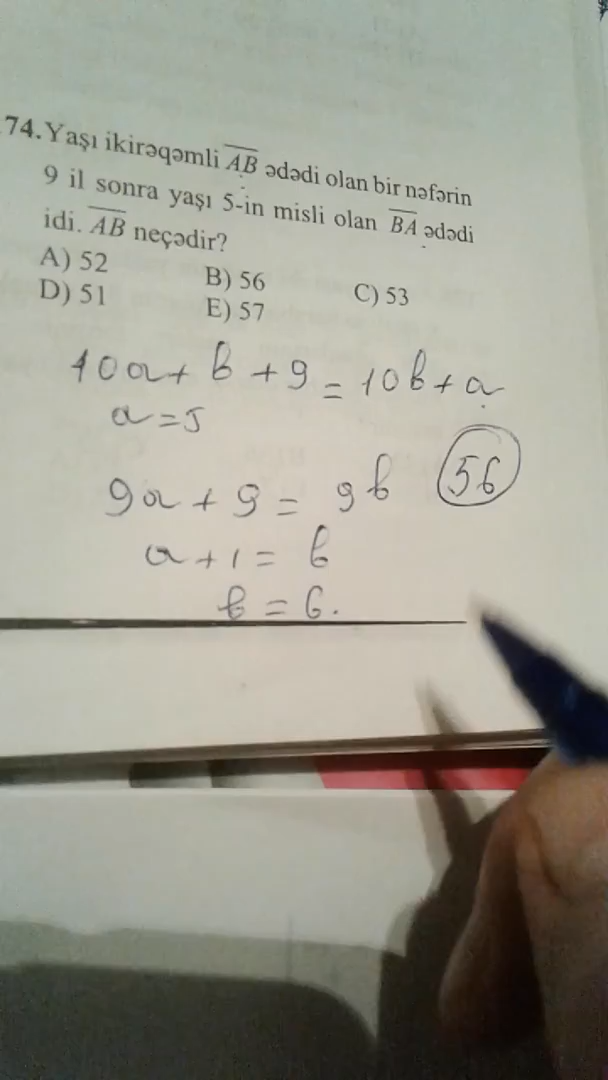 74. Yaşı ikirəqəmli AB ədədi olan bir nəfərin
9 il sonra yaşı 5-in misli olan BA ədədi
idi. AB neçədir?
A) 52 B) 56 C) 53
D) 51 E) 57
10a + b + 9 = 10b + a
a = 5
9a + 9 = 9b 56
a + 1 = b
b = 6.